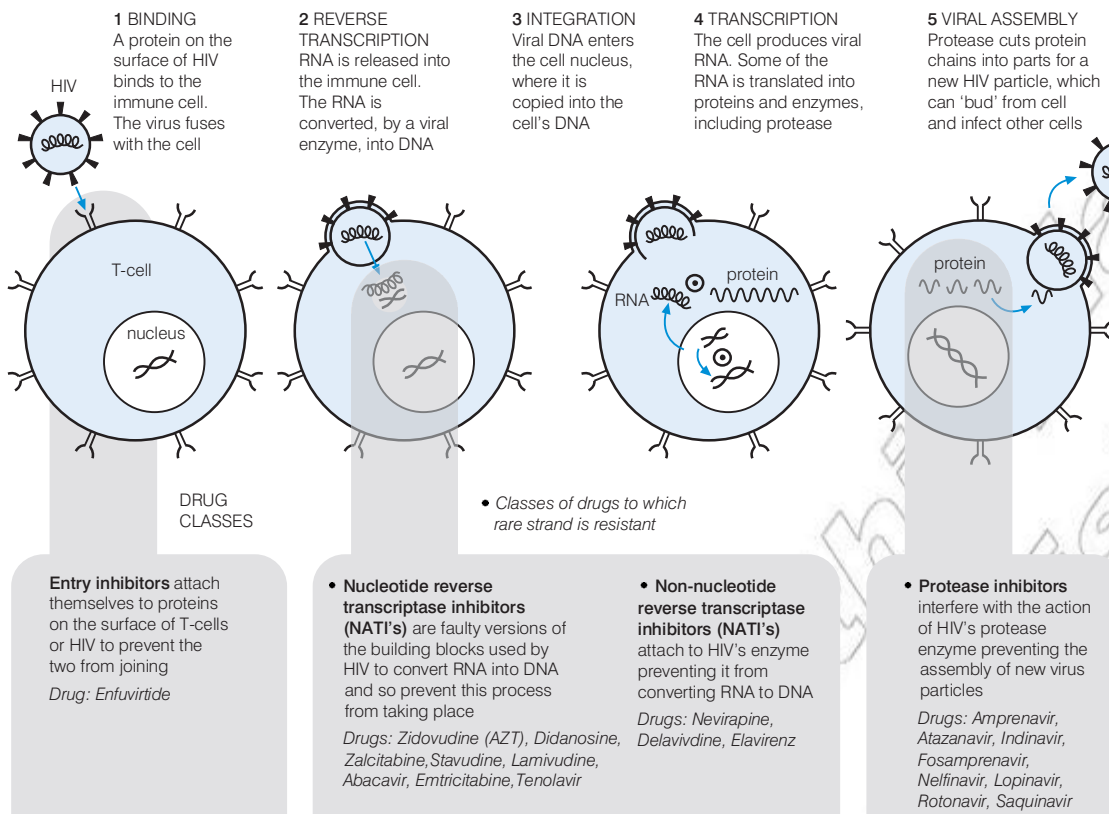 1 BINDING
A protein on the
surface of HIV
binds to the
immune cell.
The virus fuses
with the cell
2 REVERSE
TRANSCRIPTION
RNA is released into
the immune cell.
The RNA is
converted, by a viral
enzyme, into DNA
3 INTEGRATION
Viral DNA enters
the cell nucleus,
where it is
copied into the
cell's DNA
4 TRANSCRIPTION
The cell produces viral
RNA. Some of the
RNA is translated into
proteins and enzymes,
including protease
5 VIRAL ASSEMBLY
Protease cuts protein
chains into parts for a
new HIV particle, which
can ‘bud’ from cell
and infect other cells
HIV
T-cell
nucleus
RNA
protein
protein
DRUG
CLASSES
• Classes of drugs to which
rare strand is resistant
Entry inhibitors attach
themselves to proteins
on the surface of T-cells
or HIV to prevent the
two from joining
Drug: Enfuvirtide
• Nucleotide reverse
transcriptase inhibitors
(NATI's) are faulty versions of
the building blocks used by
HIV to convert RNA into DNA
and so prevent this process
from taking place
Drugs: Zidovudine (AZT), Didanosine,
Zalcitabine,Stavudine, Lamivudine,
Abacavir, Emtricitabine,Tenolavir
• Non-nucleotide
reverse transcriptase
inhibitors (NATI's)
attach to HIV's enzyme
preventing it from
converting RNA to DNA
Drugs: Nevirapine,
Delavivdine, Elavirenz
• Protease inhibitors
interfere with the action
of HIV's protease
enzyme preventing the
assembly of new virus
particles
Drugs: Amprenavir,
Atazanavir, Indinavir,
Fosamprenavir,
Nelfinavir, Lopinavir,
Rotonavir, Saquinavir